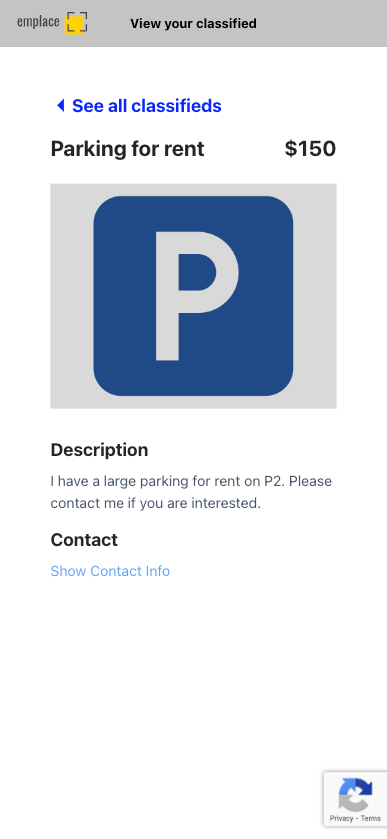 emplace
View your classified
See all classifieds
Parking for rent $150
P
Description
I have a large parking for rent on P2. Please
contact me if you are interested.
Contact
Show Contact Info
Privacy - Terms